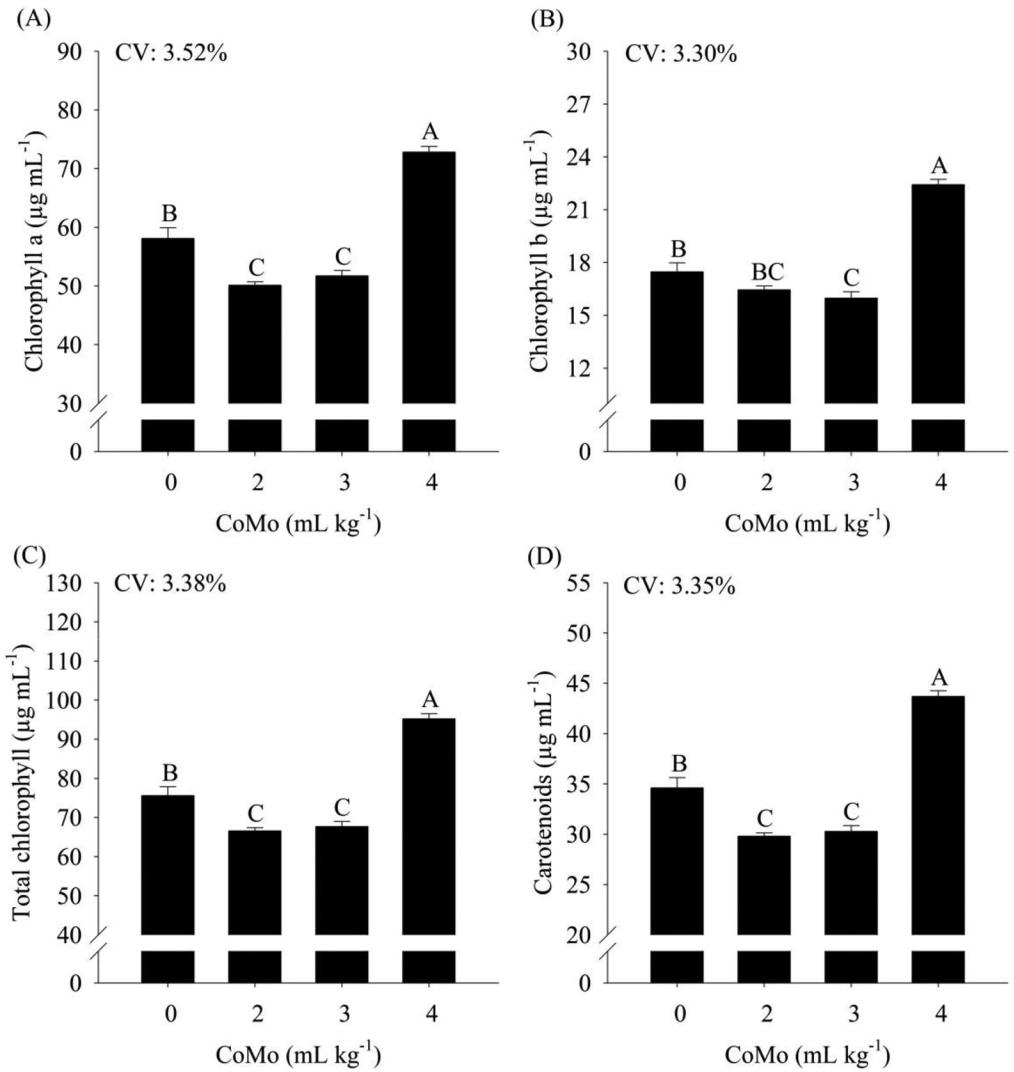 (A)
CV: 3.52%
Chlorophyll a (µg mL⁻¹)
90
80
70
60
50
40
30
0
B
C
C
A
0 2 3 4
CoMo (mL kg⁻¹)
(B)
CV: 3.30%
Chlorophyll b (µg mL⁻¹)
30
27
24
21
18
15
12
0
B
BC
C
A
0 2 3 4
CoMo (mL kg⁻¹)
(C)
CV: 3.38%
Total chlorophyll (µg mL⁻¹)
130
120
110
100
90
80
70
60
50
40
0
B
C
C
A
0 2 3 4
CoMo (mL kg⁻¹)
(D)
CV: 3.35%
Carotenoids (µg mL⁻¹)
55
50
45
40
35
30
25
20
0
B
C
C
A
0 2 3 4
CoMo (mL kg⁻¹)